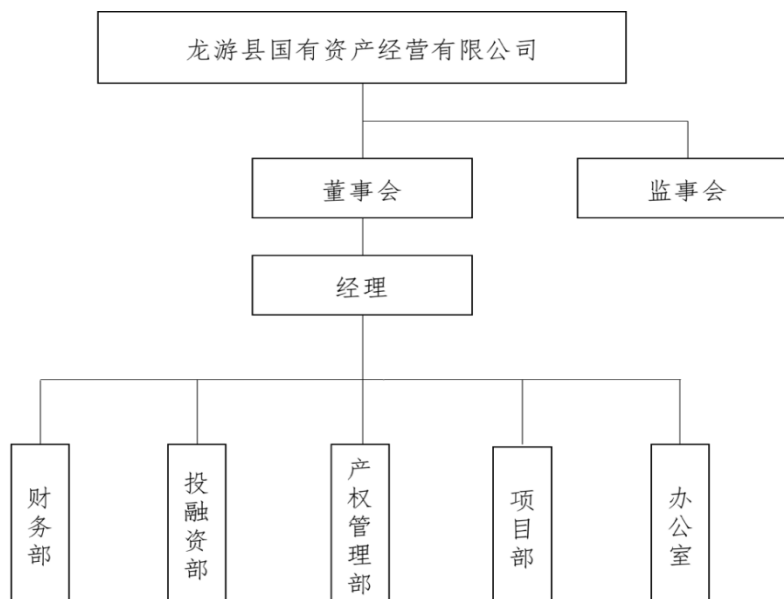 龙游县国有资产经营有限公司
董事会
监事会
经理
财务部
投融资部
产权管理部
项目部
办公室